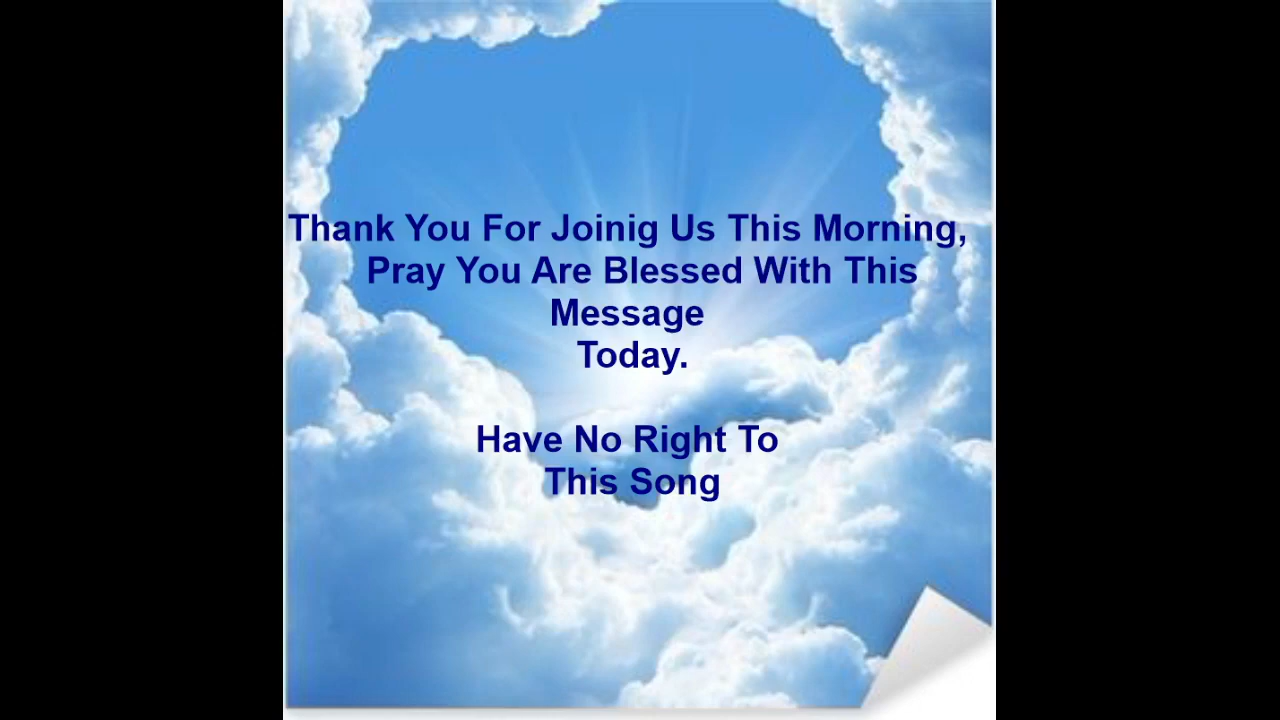 Thank You For Joinig Us This Morning,
Pray You Are Blessed With This
Message
Today.
Have No Right To
This Song